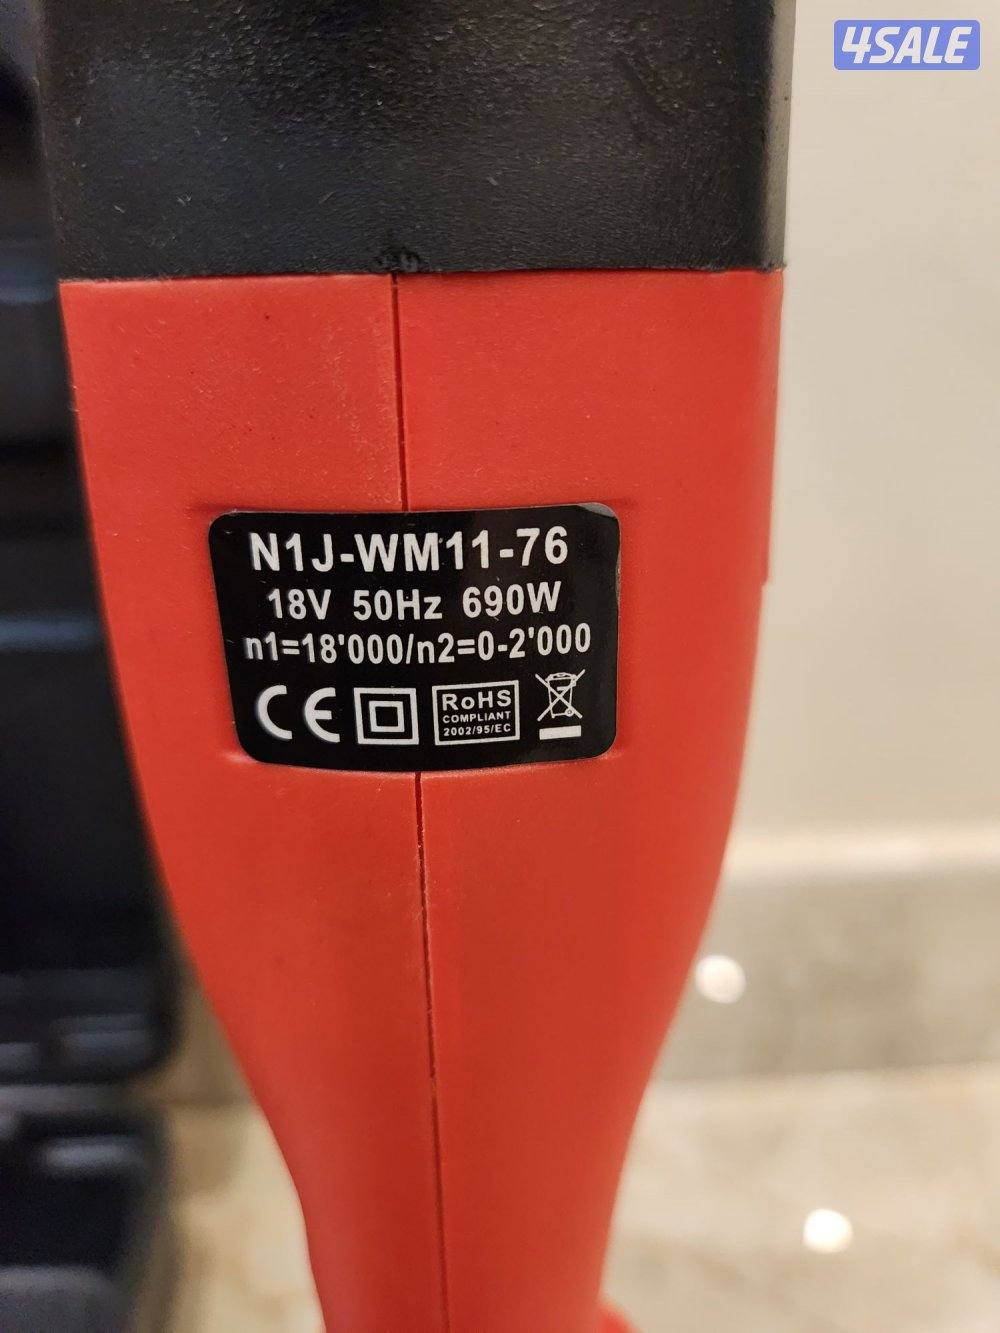 4SALE
N1J-WM11-76
18V 50Hz 690W
n1=18'000/n2=0-2'000
CE
RoHS
COMPLIANT
2002/95/EC